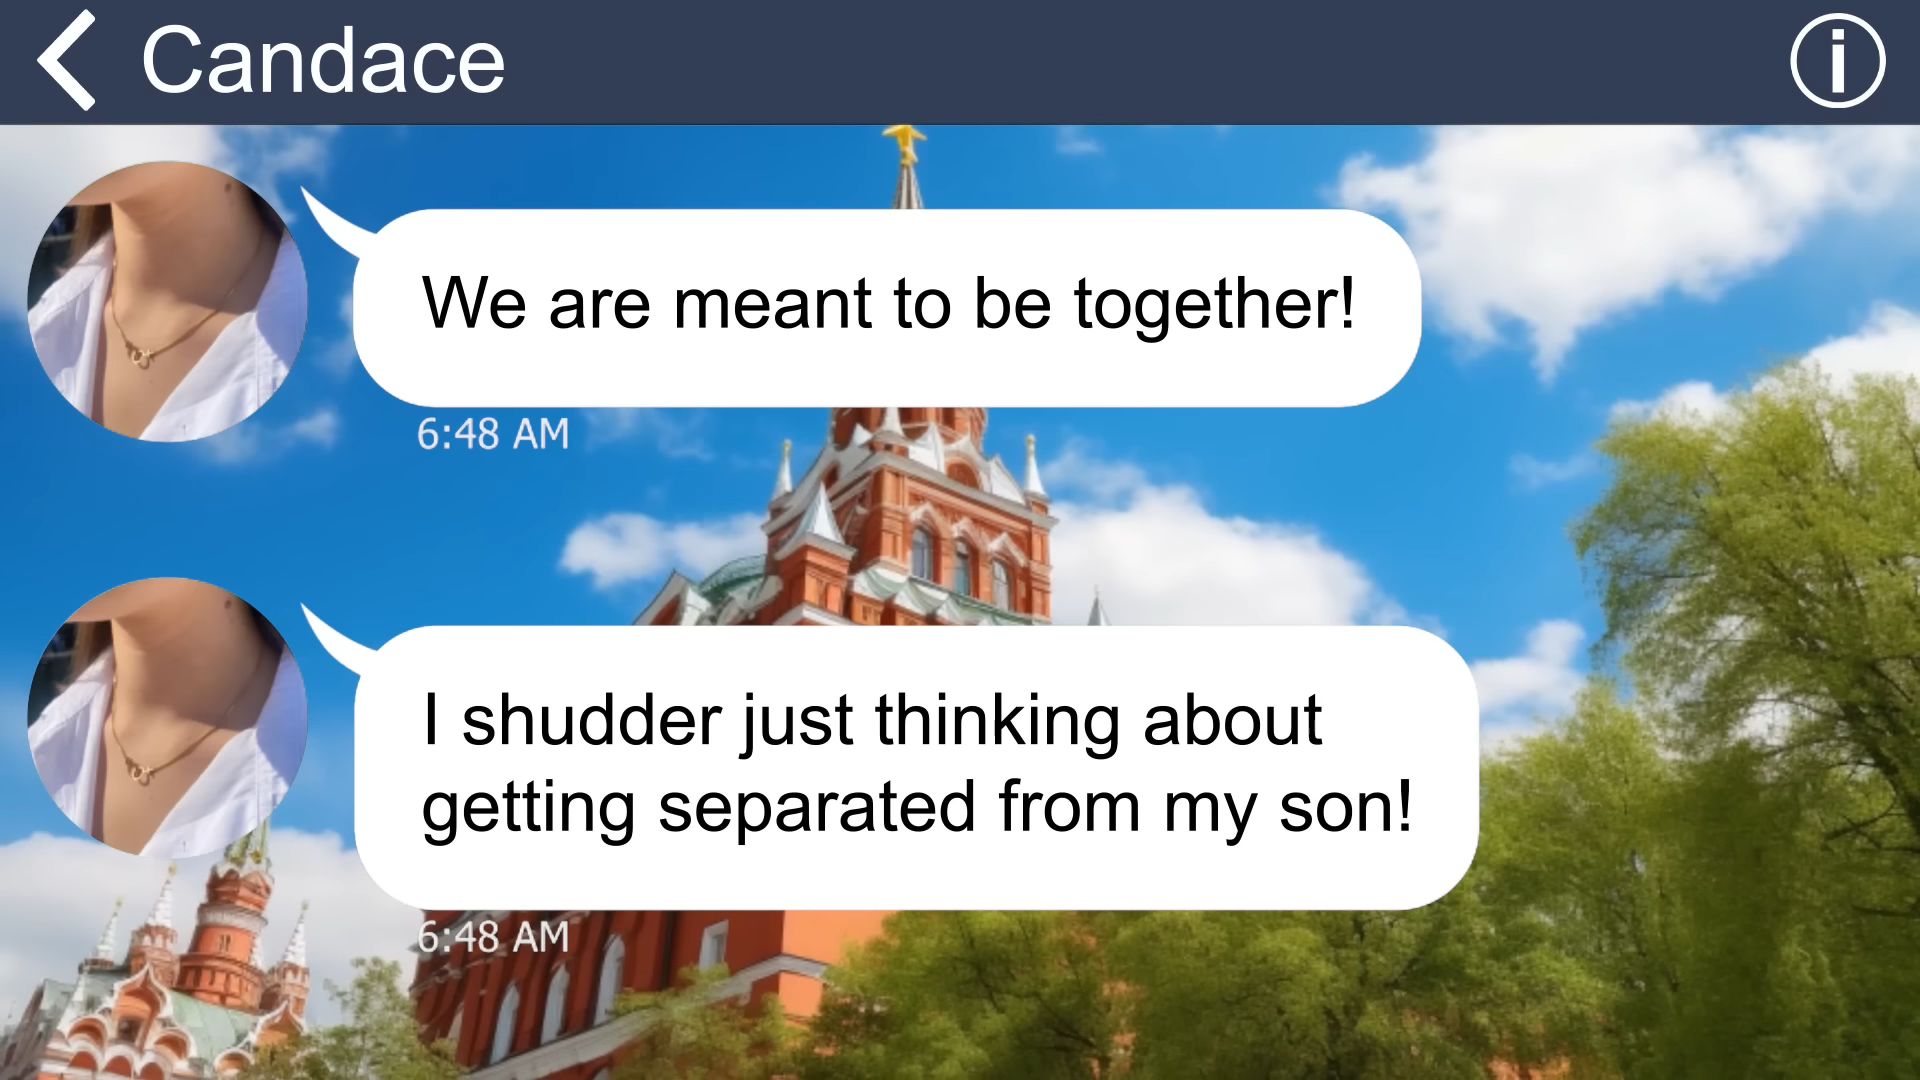 Candace
We are meant to be together!
6:48 AM
I shudder just thinking about
getting separated from my son!
6:48 AM